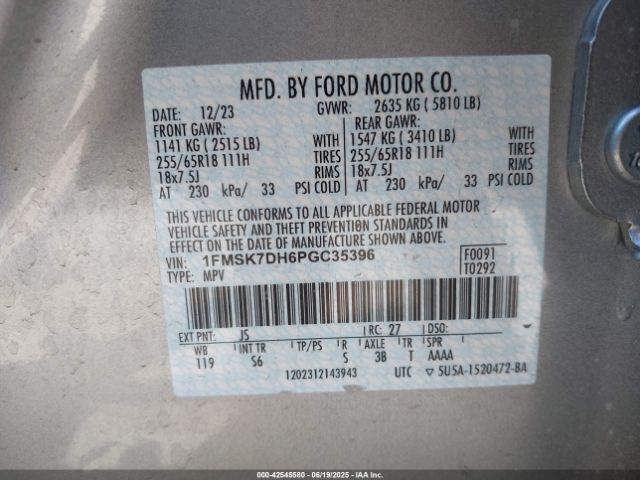 MFD. BY FORD MOTOR CO.
DATE: 12/23 GVWR: 2635 KG ( 5810 LB)
FRONT GAWR: REAR GAWR:
1141 KG ( 2515 LB) WITH 1547 KG ( 3410 LB) WITH
255/65R18 111H TIRES 255/65R18 111H TIRES
18x7.5J RIMS 18x7.5J RIMS
AT 230 kPa/ 33 PSI COLD AT 230 kPa/ 33 PSI COLD
THIS VEHICLE CONFORMS TO ALL APPLICABLE FEDERAL MOTOR
VEHICLE SAFETY AND THEFT PREVENTION STANDARDS IN
EFFECT ON THE DATE OF MANUFACTURE SHOWN ABOVE.
VIN: 1FMSK7DH6PGC35396 F0091
TYPE: MPV T0292
EXT PNT: JS RC: 27 DSO:
WB INT TR TP/PS R AXLE TR SPR
119 S6 S 3B T AAAA
1202312143943 UTC ▽ 5U5A-1520472-BA
000-42545580 - 06/19/2025 - IAAI.COM